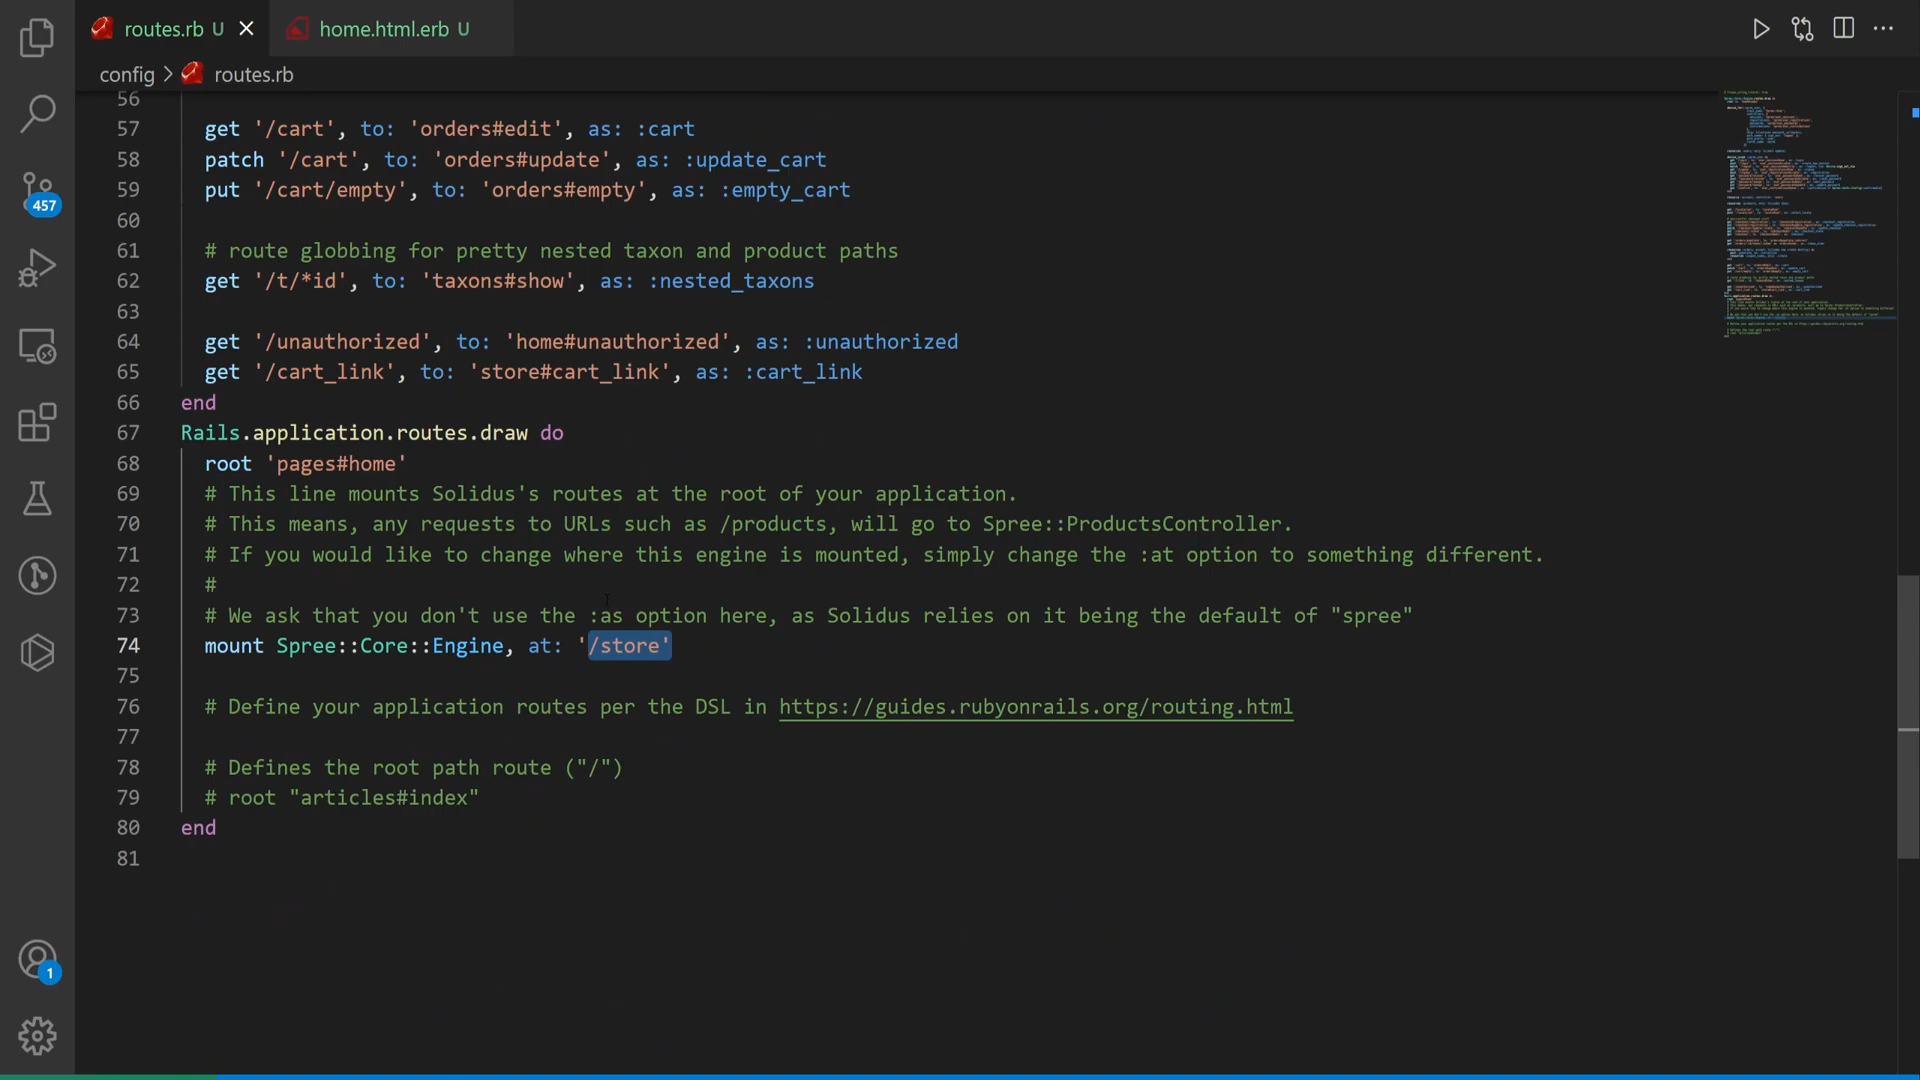 routes.rb U
home.html.erb U
config > routes.rb
56
57 get '/cart', to: 'orders#edit', as: :cart
58 patch '/cart', to: 'orders#update', as: :update_cart
59 put '/cart/empty', to: 'orders#empty', as: :empty_cart
60
61 # route globbing for pretty nested taxon and product paths
62 get '/t/*id', to: 'taxons#show', as: :nested_taxons
63
64 get '/unauthorized', to: 'home#unauthorized', as: :unauthorized
65 get '/cart_link', to: 'store#cart_link', as: :cart_link
66 end
67 Rails.application.routes.draw do
68 root 'pages#home'
69 # This line mounts Solidus's routes at the root of your application.
70 # This means, any requests to URLs such as /products, will go to Spree::ProductsController.
71 # If you would like to change where this engine is mounted, simply change the :at option to something different.
72 #
73 # We ask that you don't use the :as option here, as Solidus relies on it being the default of "spree"
74 mount Spree::Core::Engine, at: '/store'
75
76 # Define your application routes per the DSL in https://guides.rubyonrails.org/routing.html
77
78 # Defines the root path route ("/")
79 # root "articles#index"
80 end
81
457
1